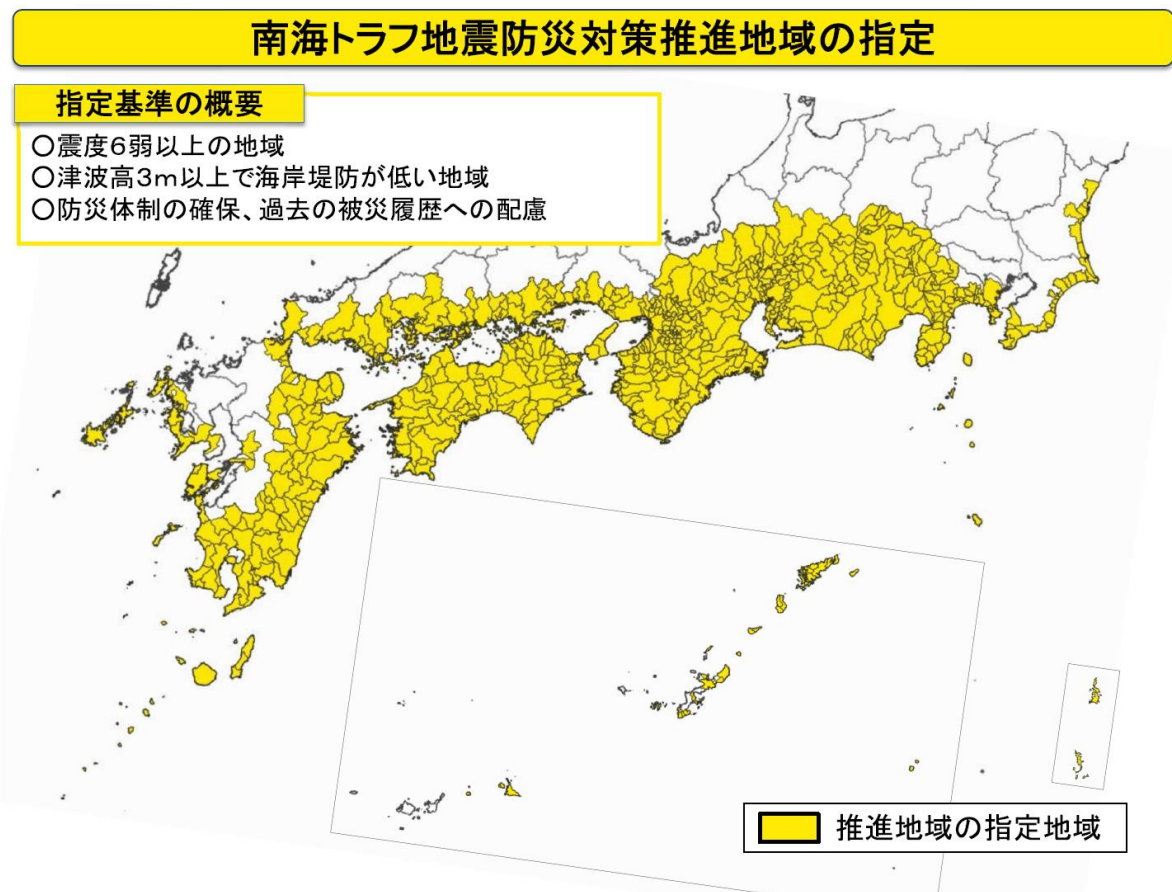 南海トラフ地震防災対策推進地域の指定
指定基準の概要
○震度6弱以上の地域
○津波高3m以上で海岸堤防が低い地域
○防災体制の確保、過去の被災履歴への配慮
推進地域の指定地域